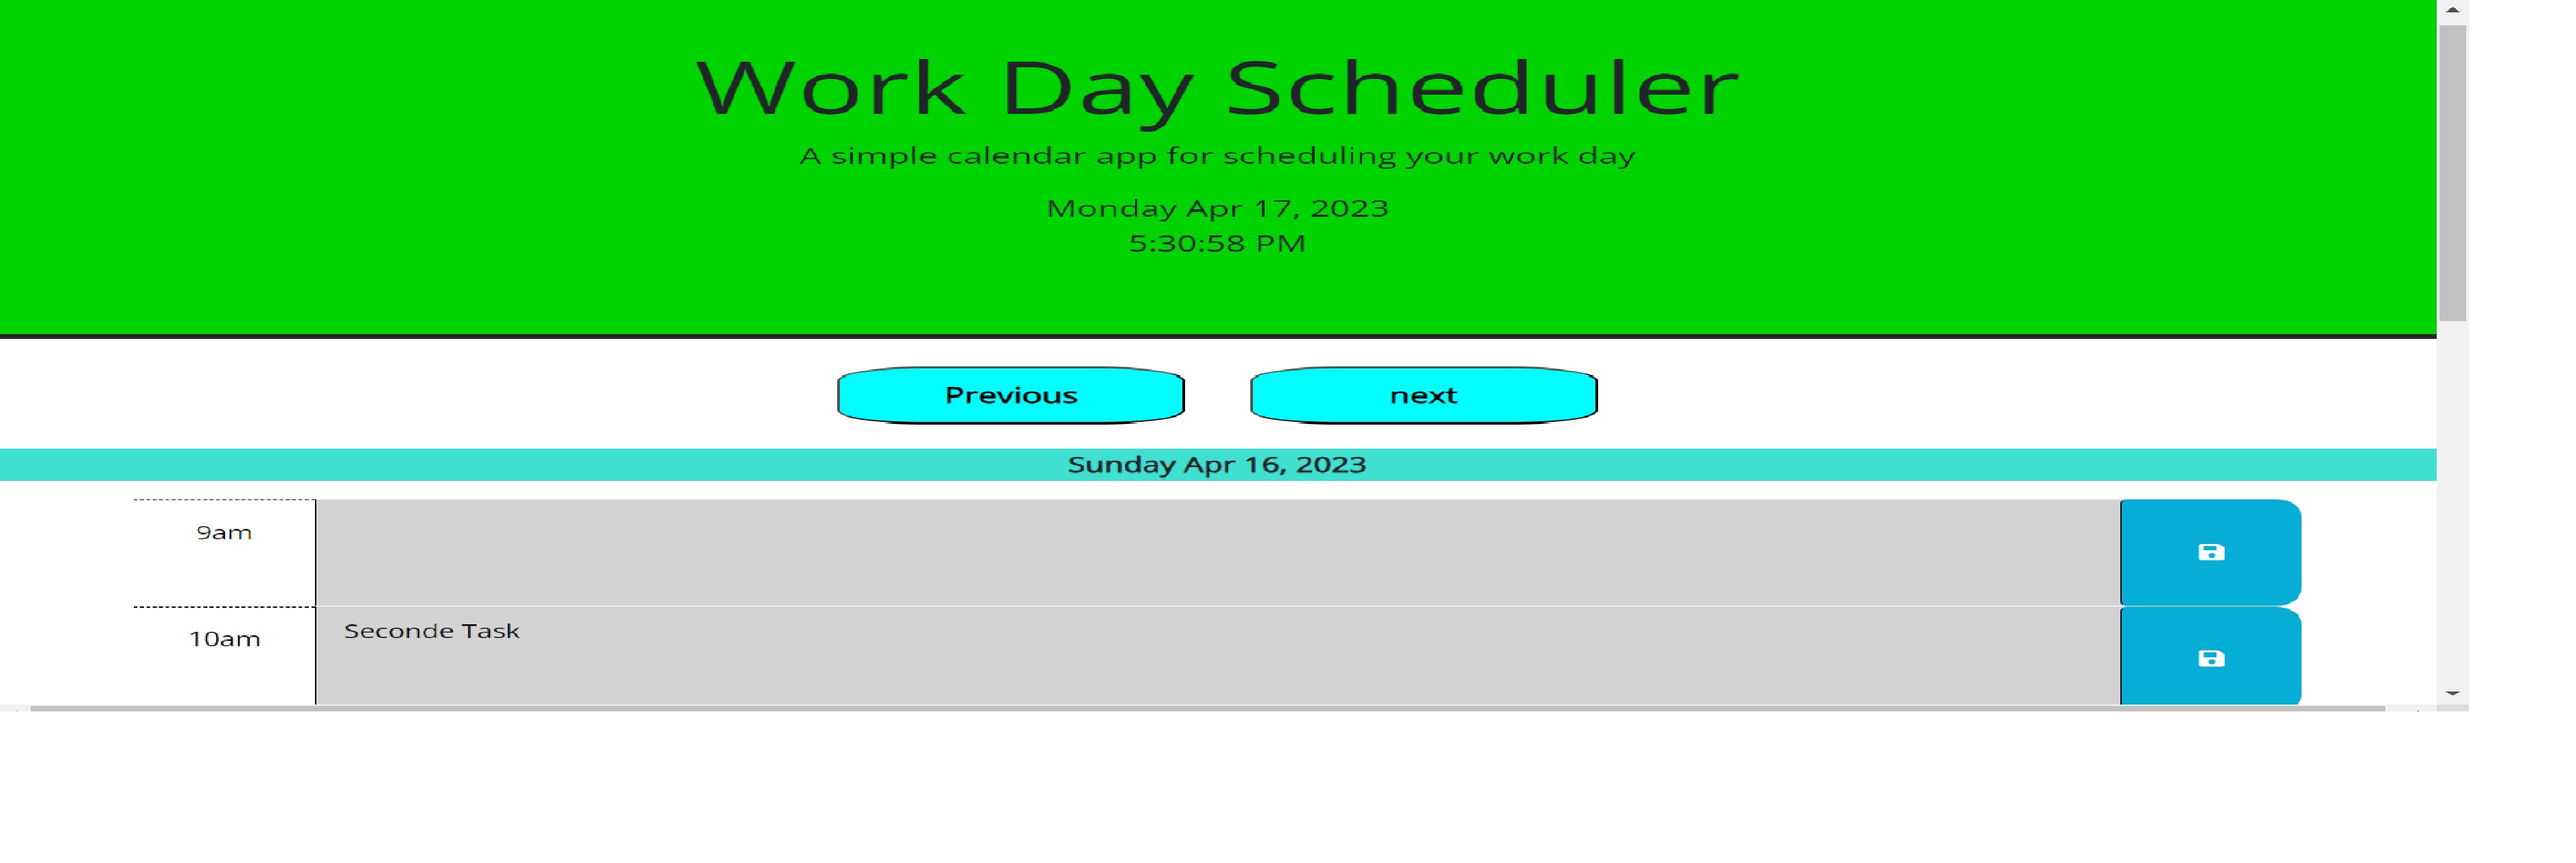 Work Day Scheduler
A simple calendar app for scheduling your work day
Monday Apr 17, 2023
5:30:58 PM
Previous next
Sunday Apr 16, 2023
9am
10am Seconde Task